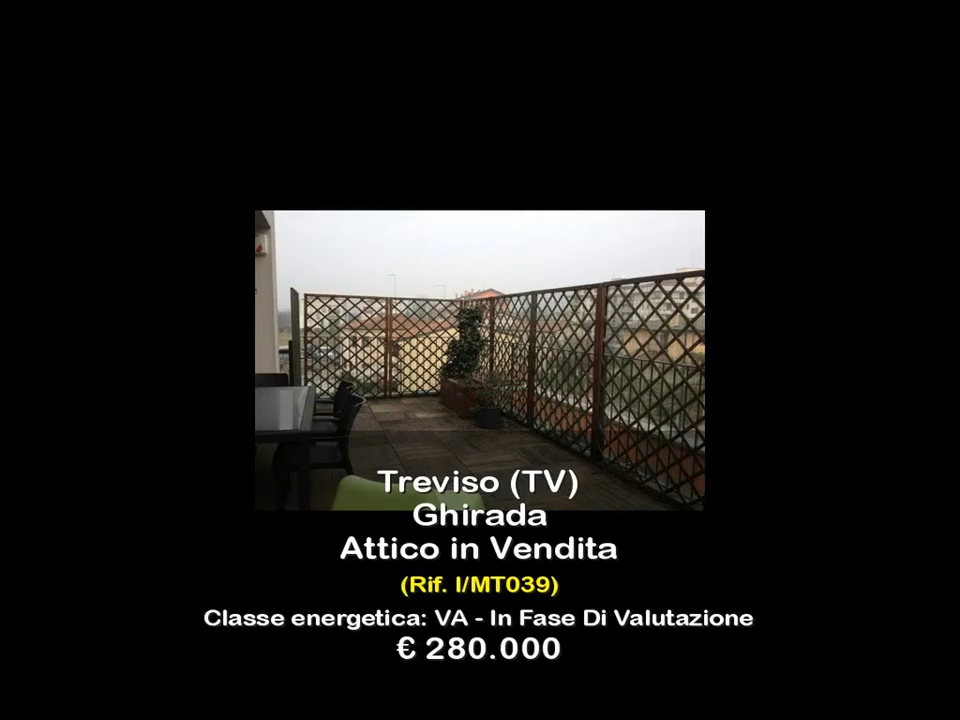 Treviso (TV)
Ghirada
Attico in Vendita
(Rif. I/MT039)
Classe energetica: VA - In Fase Di Valutazione
€ 280.000